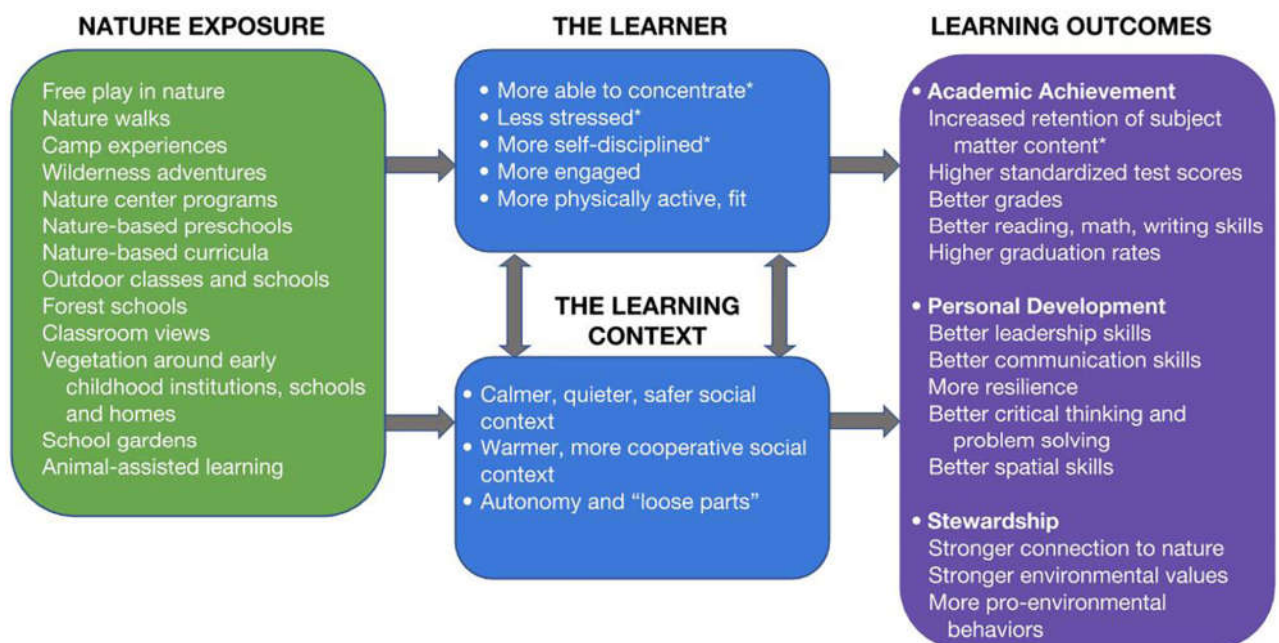 NATURE EXPOSURE
Free play in nature
Nature walks
Camp experiences
Wilderness adventures
Nature center programs
Nature-based preschools
Nature-based curricula
Outdoor classes and schools
Forest schools
Classroom views
Vegetation around early
childhood institutions, schools
and homes
School gardens
Animal-assisted learning
THE LEARNER
• More able to concentrate*
• Less stressed*
• More self-disciplined*
• More engaged
• More physically active, fit
THE LEARNING
CONTEXT
• Calmer, quieter, safer social
context
• Warmer, more cooperative social
context
• Autonomy and “loose parts”
LEARNING OUTCOMES
• Academic Achievement
Increased retention of subject
matter content*
Higher standardized test scores
Better grades
Better reading, math, writing skills
Higher graduation rates
• Personal Development
Better leadership skills
Better communication skills
More resilience
Better critical thinking and
problem solving
Better spatial skills
• Stewardship
Stronger connection to nature
Stronger environmental values
More pro-environmental
behaviors